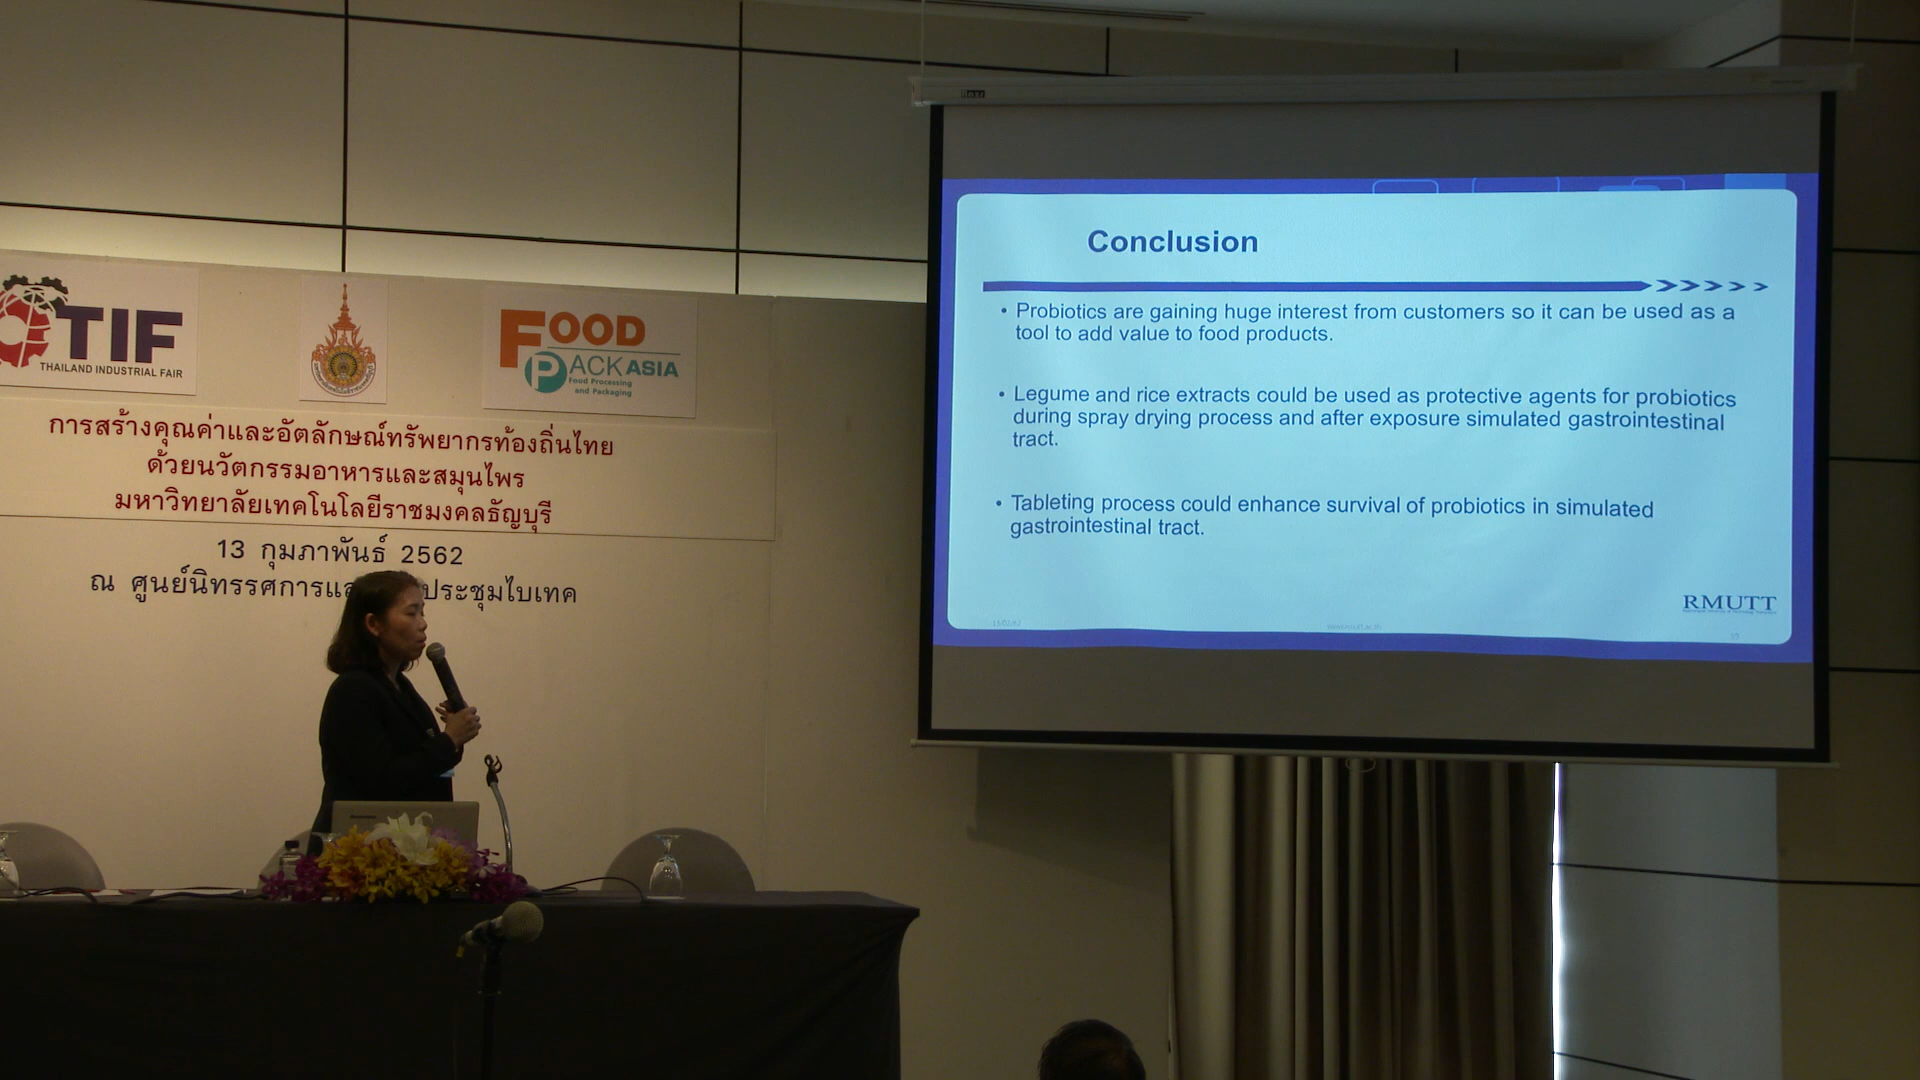 TIF
THAILAND INDUSTRIAL FAIR
FOOD
PACK ASIA
Food Processing
and Packaging
การสร้างคุณค่าและอัตลักษณ์ทรัพยากรท้องถิ่นไทย
ด้วยนวัตกรรมอาหารและสมุนไพร
มหาวิทยาลัยเทคโนโลยีราชมงคลธัญบุรี
13 กุมภาพันธ์ 2562
ณ ศูนย์นิทรรศการแล ประชุมไบเทค
Conclusion
• Probiotics are gaining huge interest from customers so it can be used as a
tool to add value to food products.
• Legume and rice extracts could be used as protective agents for probiotics
during spray drying process and after exposure simulated gastrointestinal
tract.
• Tableting process could enhance survival of probiotics in simulated
gastrointestinal tract.
RMUTT
www.rmutt.ac.th